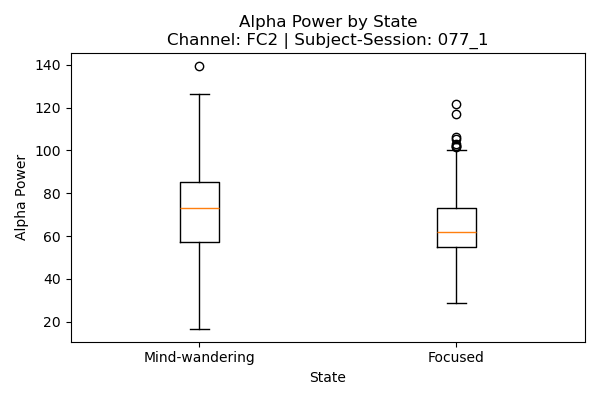 Alpha Power by State
Channel: FC2 | Subject-Session: 077_1
140
120
100
80
60
40
20
Alpha Power
Mind-wandering
Focused
State